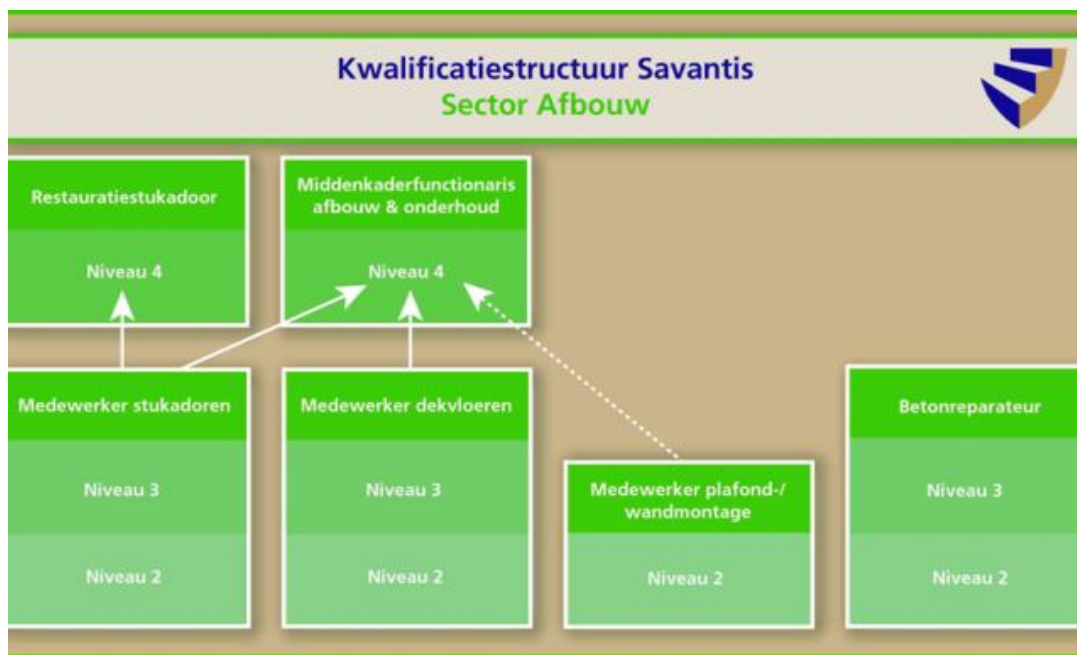 Kwalificatiestructuur Savantis
Sector Afbouw
Restauratiestukadoor
Niveau 4
Middenkaderfunctionaris
afbouw & onderhoud
Niveau 4
Medewerker stukadoren
Niveau 3
Niveau 2
Medewerker dekvloeren
Niveau 3
Niveau 2
Medewerker plafond-/
wandmontage
Niveau 2
Betonreparateur
Niveau 3
Niveau 2